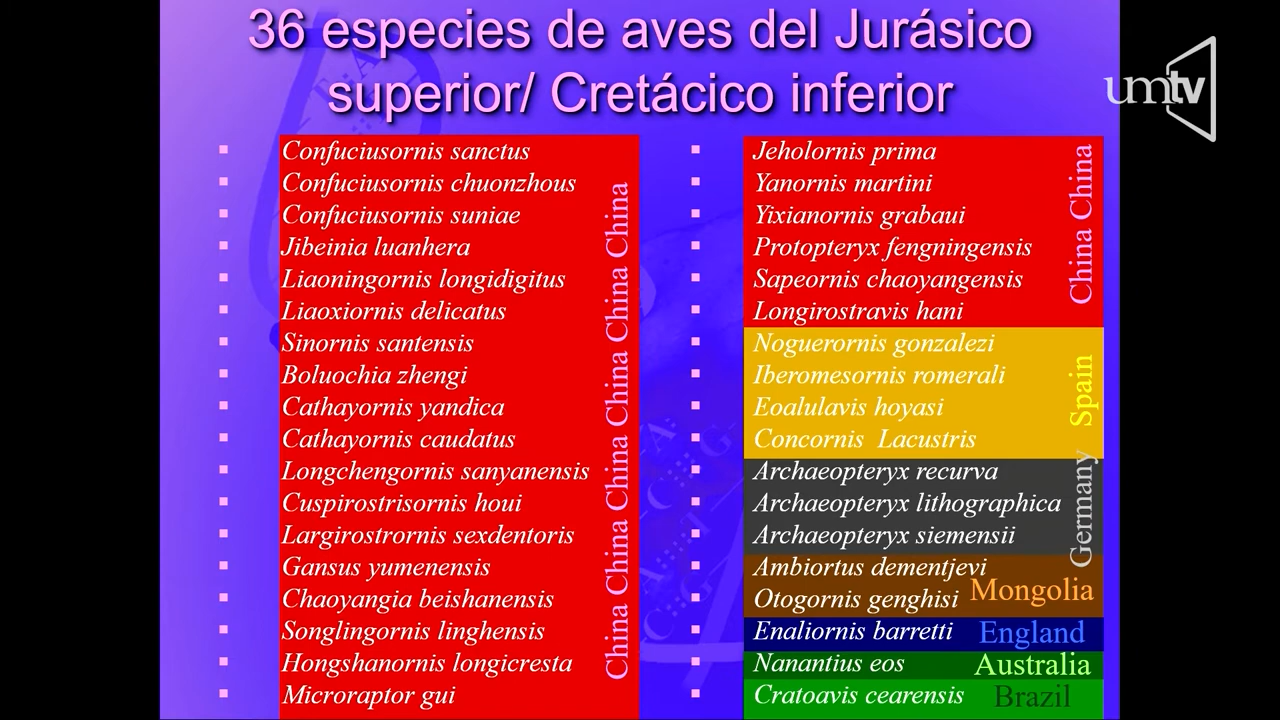 36 especies de aves del Jurásico
superior/ Cretácico inferior
umtv
Confuciusornis sanctus
Confuciusornis chuonzhous
Confuciusornis suniae
Jibeinia luanhera
Liaoningornis longidigitus
Liaoxiornis delicatus
Sinornis santensis
Boluochia zhengi
Cathayornis yandica
Cathayornis caudatus
Longchengornis sanyanensis
Cuspirostrisornis houi
Largirostrornis sexdentoris
Gansus yumenensis
Chaoyangia beishanensis
Songlingornis linghensis
Hongshanornis longicresta
Microraptor gui
China China China China China China
Jeholornis prima
Yanornis martini
Yixianornis grabaui
Protopteryx fengningensis
Sapeornis chaoyangensis
Longirostravis hani
China China
Noguerornis gonzalezi
Iberomesornis romerali
Eoalulavis hoyasi
Concornis Lacustris
Spain
Archaeopteryx recurva
Archaeopteryx lithographica
Archaeopteryx siemensii
Germany
Ambiortus dementjevi
Otogornis genghisi
Mongolia
Enaliornis barretti England
Nanantius eos Australia
Cratoavis cearensis Brazil